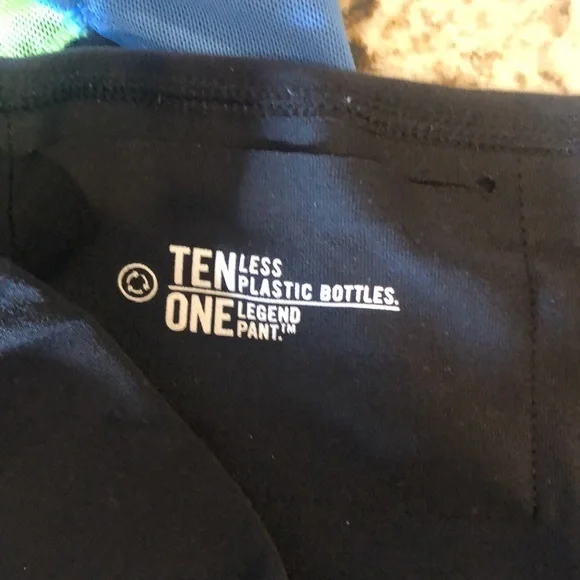 TEN LESS
PLASTIC BOTTLES.
ONE LEGEND
PANT.™